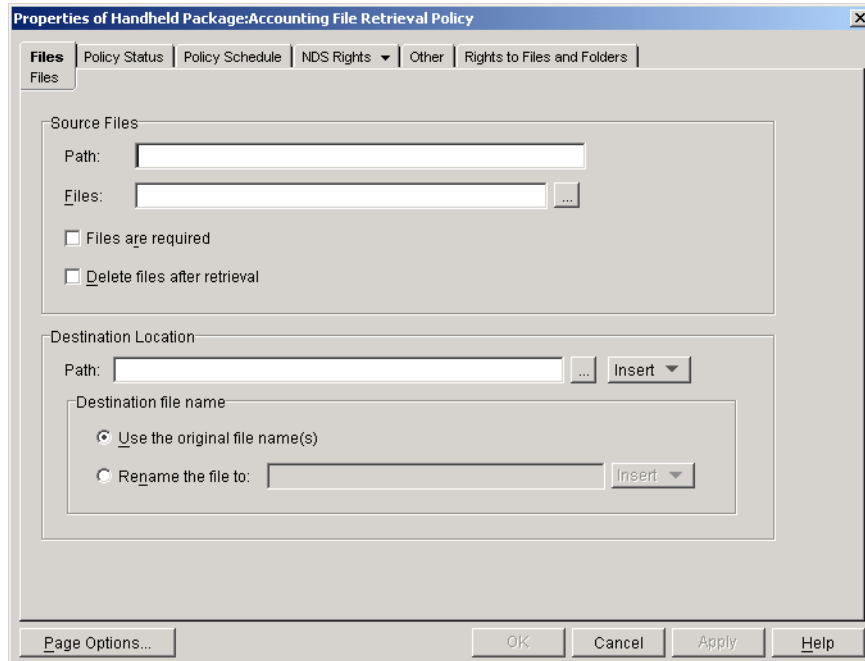 Properties of Handheld Package:Accounting File Retrieval Policy
Files Policy Status Policy Schedule NDS Rights Other Rights to Files and Folders
Files
Source Files
Path:
Files: ...
Files are required
Delete files after retrieval
Destination Location
Path: ... Insert
Destination file name
Use the original file name(s)
Rename the file to: Insert
Page Options... OK Cancel Apply Help